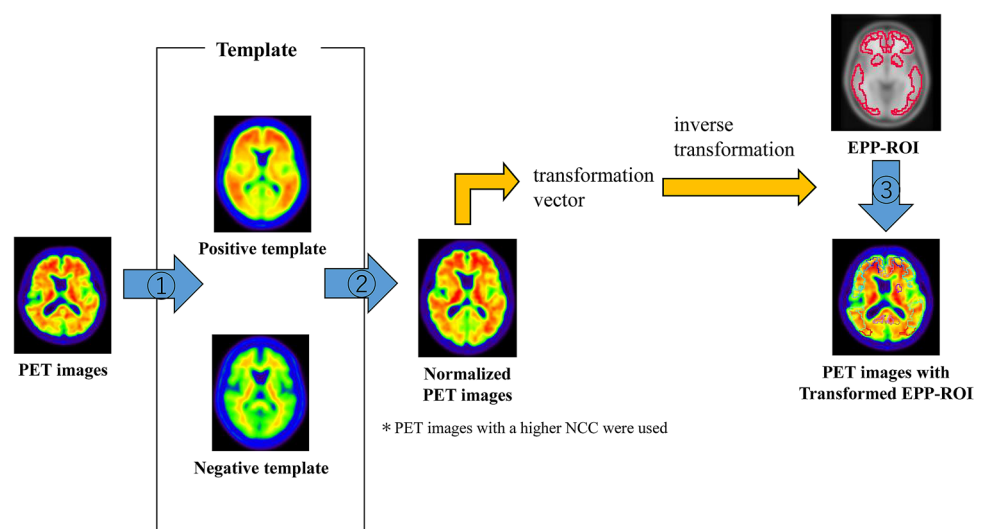 Template
Positive template
Negative template
PET images
①
②
Normalized
PET images
* PET images with a higher NCC were used
transformation
vector
inverse
transformation
EPP-ROI
③
PET images with
Transformed EPP-ROI